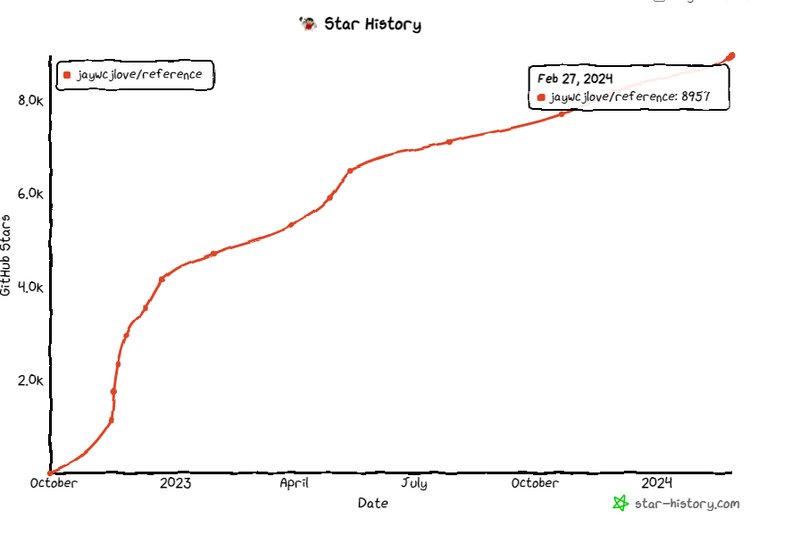 Star History
jaywcjlove/reference
Feb 27, 2024
jaywcjlove/reference: 8957
8.0k
6.0k
4.0k
2.0k
GitHub Stars
October
2023
April
July
October
2024
Date
star-history.com